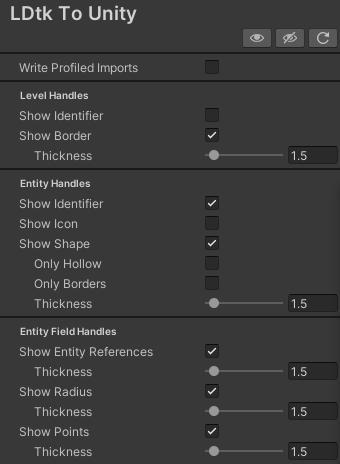 LDtk To Unity
Write Profiled Imports
Level Handles
Show Identifier
Show Border
Thickness 1.5
Entity Handles
Show Identifier
Show Icon
Show Shape
Only Hollow
Only Borders
Thickness 1.5
Entity Field Handles
Show Entity References
Thickness 1.5
Show Radius
Thickness 1.5
Show Points
Thickness 1.5